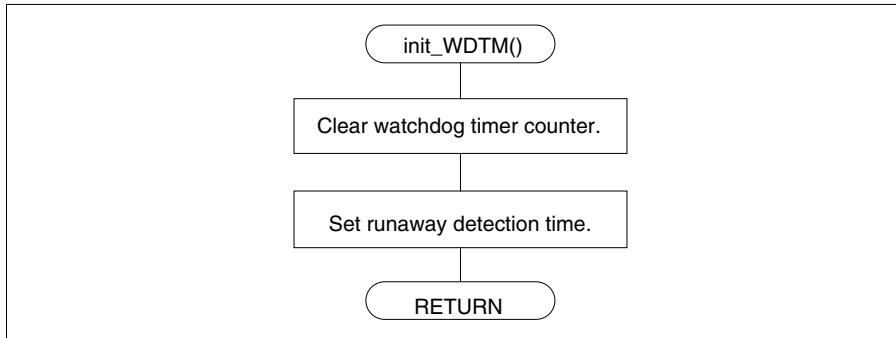 init_WDTM()
Clear watchdog timer counter.
Set runaway detection time.
RETURN